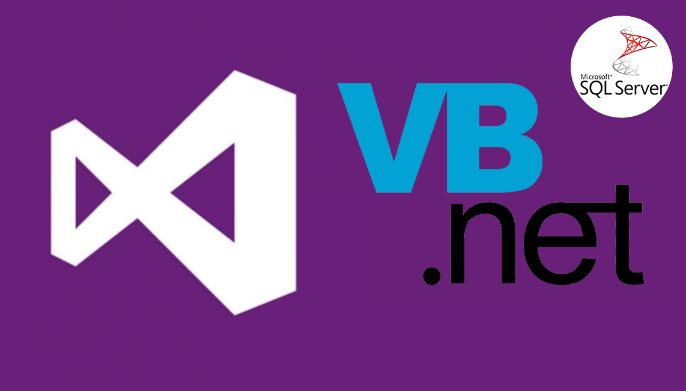 VB
.net
Microsoft®
SQL Server